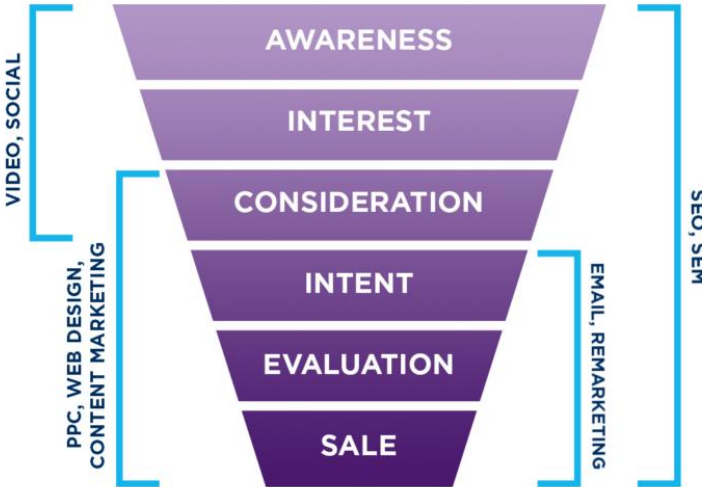 AWARENESS
INTEREST
CONSIDERATION
INTENT
EVALUATION
SALE
VIDEO, SOCIAL
PPC, WEB DESIGN,
CONTENT MARKETING
EMAIL, REMARKETING
SEO, SEM